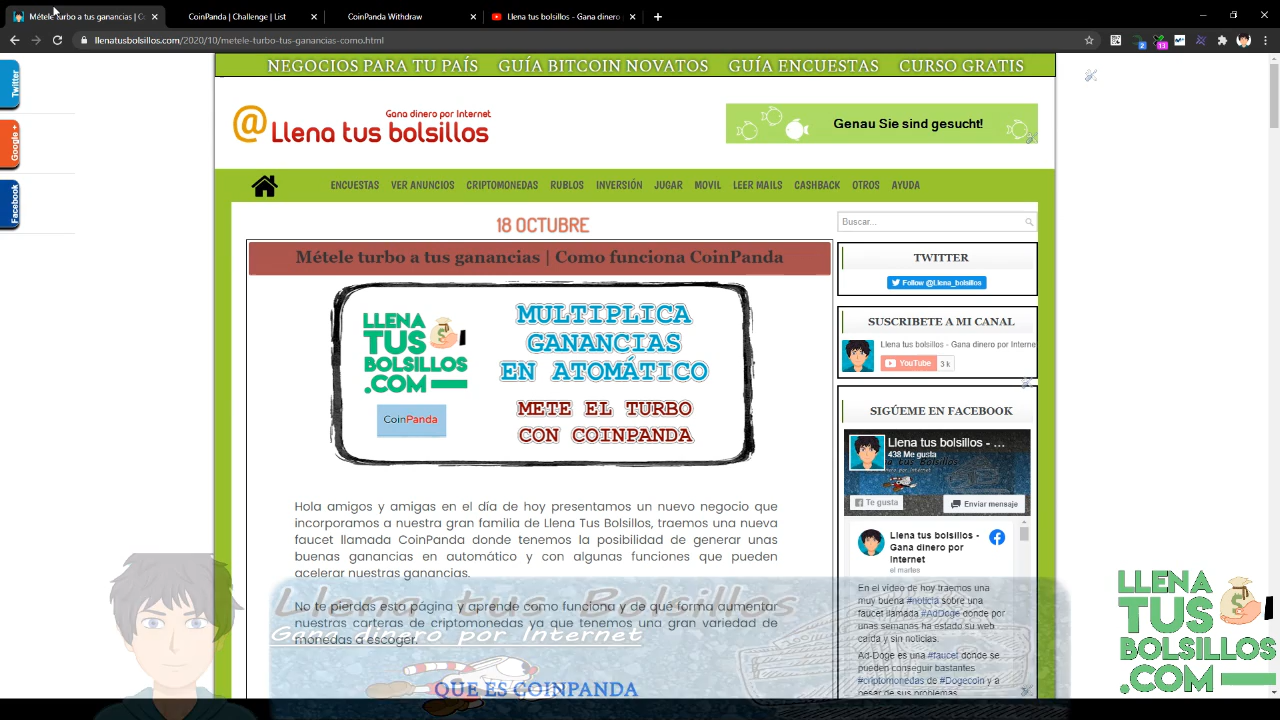 Métele turbo a tus ganancias | Co
CoinPanda | Challenge | List
CoinPanda Withdraw
Llena tus bolsillos - Gana dinero
llenatusbolsillos.com/2020/10/metele-turbo-tus-ganancias-como.html
2
13
Twitter
Google +
Facebook
NEGOCIOS PARA TU PAÍS GUÍA BITCOIN NOVATOS GUÍA ENCUESTAS CURSO GRATIS
Gana dinero por Internet
@Llena tus bolsillos
Genau Sie sind gesucht!
ENCUESTAS VER ANUNCIOS CRIPTOMONEDAS RUBLOS INVERSIÓN JUGAR MOVIL LEER MAILS CASHBACK OTROS AYUDA
18 OCTUBRE
Métele turbo a tus ganancias | Como funciona CoinPanda
LLENA
TUS
BOLSILLOS
.COM
CoinPanda
MULTIPLICA
GANANCIAS
EN ATOMÁTICO
METE EL TURBO
CON COINPANDA
Hola amigos y amigas en el día de hoy presentamos un nuevo negocio que
incorporamos a nuestra gran familia de Llena Tus Bolsillos, traemos una nueva
faucet llamada CoinPanda donde tenemos la posibilidad de generar unas
buenas ganancias en automático y con algunas funciones que pueden
acelerar nuestras ganancias.
No te pierdas esto página y aprende como funciona y de que forma aumentar
nuestras carteras de criptomonedas ya que tenemos una gran variedad de
monedas a escoger.
QUE ES COINPANDA
Buscar...
TWITTER
Follow @Llena_bolsillos
SUSCRIBETE A MI CANAL
Llena tus bolsillos - Gana dinero por Interne
YouTube 3 k
SIGÚEME EN FACEBOOK
Llena tus bolsillos - ...
438 Me gusta
Te gusta
Enviar mensaje
Llena tus bolsillos -
Gana dinero por
Internet
el martes
En el vídeo de hoy traemos una
muy buena #noticia sobre una
faucet llamada #AdDoge donde por
unas semanas ha estado su web
caída y sin noticias.
Ad-Doge es una #faucet donde se
pueden conseguir bastantes
#criptomonedas de #Dogecoin y a
pesar de sus problemas
Llena tus Bolsillos
Gana dinero por Internet
LLENA
TUS
BOLSILLOS
.COM